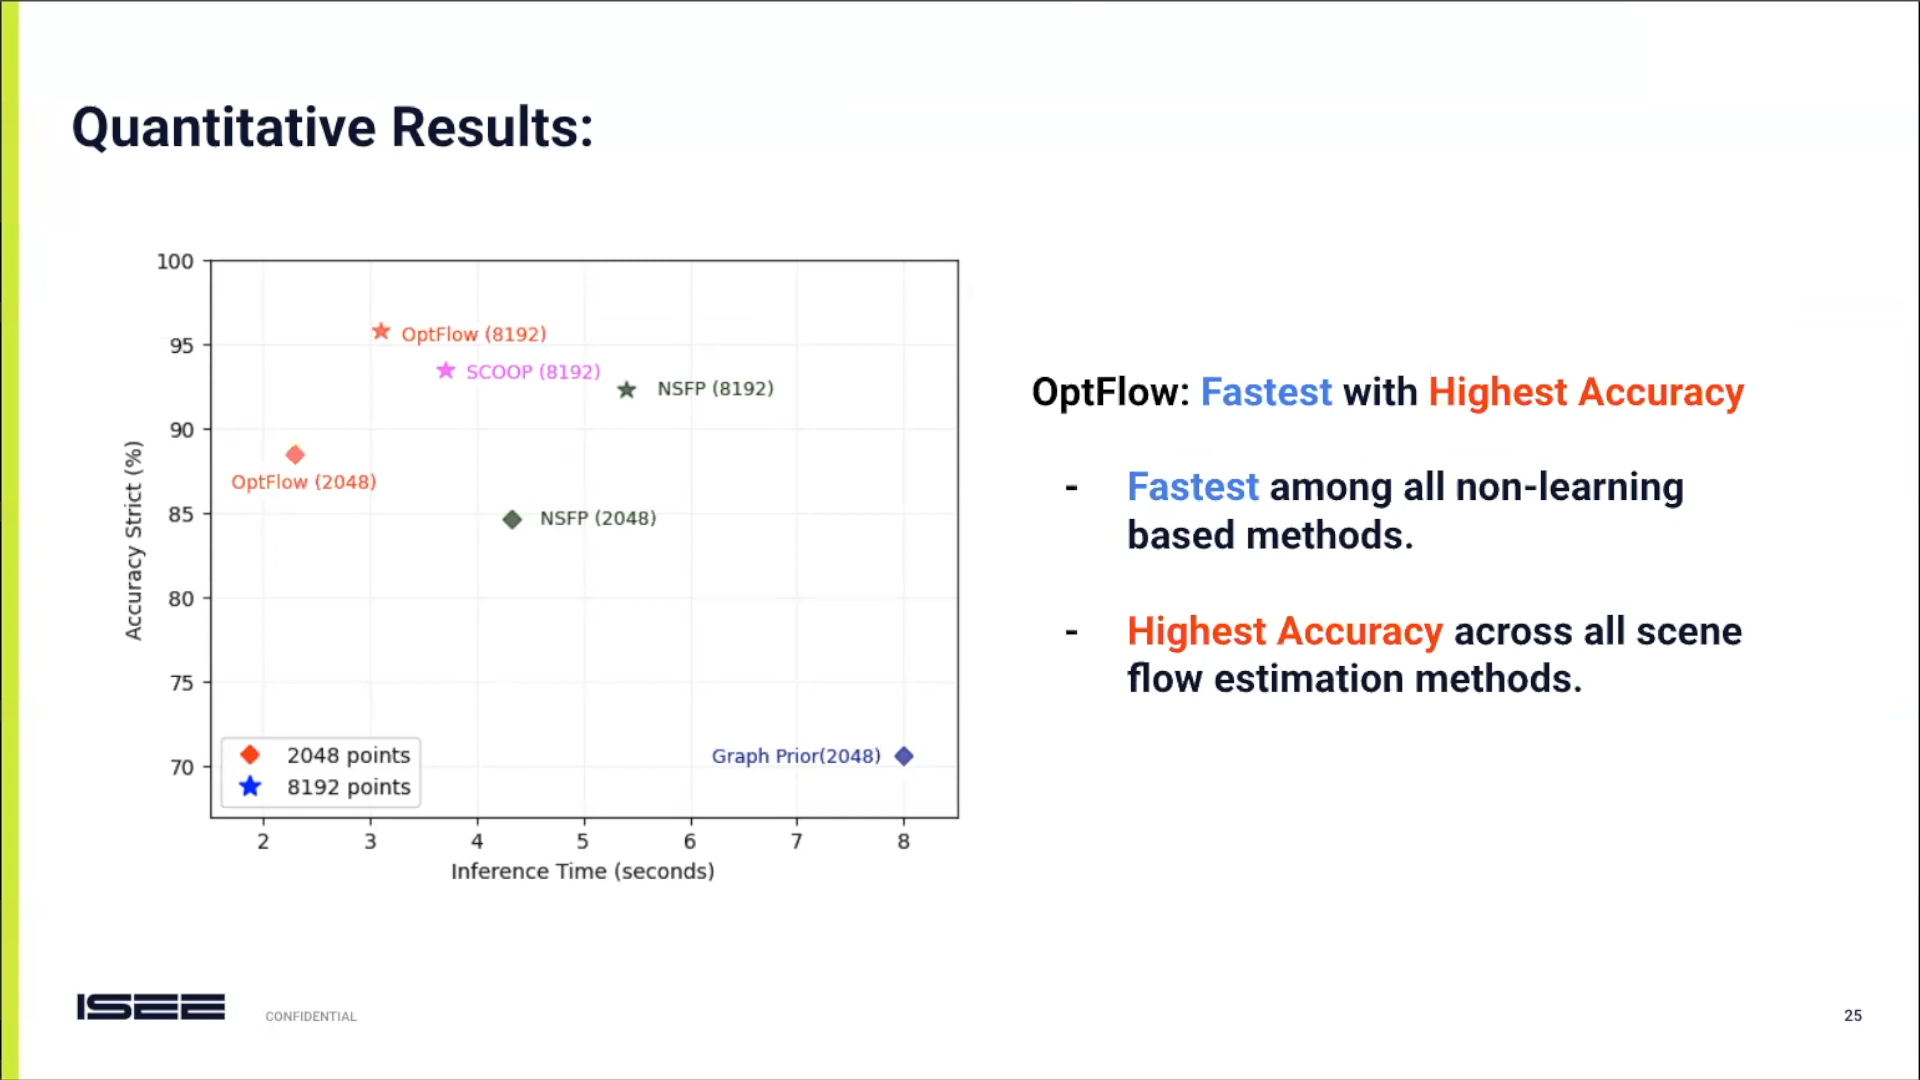 Quantitative Results:
100
95
90
85
80
75
70
Accuracy Strict (%)
OptFlow (8192)
SCOOP (8192)
NSFP (8192)
OptFlow (2048)
NSFP (2048)
Graph Prior(2048)
2048 points
8192 points
2 3 4 5 6 7 8
Inference Time (seconds)
OptFlow: Fastest with Highest Accuracy
- Fastest among all non-learning
based methods.
- Highest Accuracy across all scene
flow estimation methods.
ISEE
CONFIDENTIAL
25